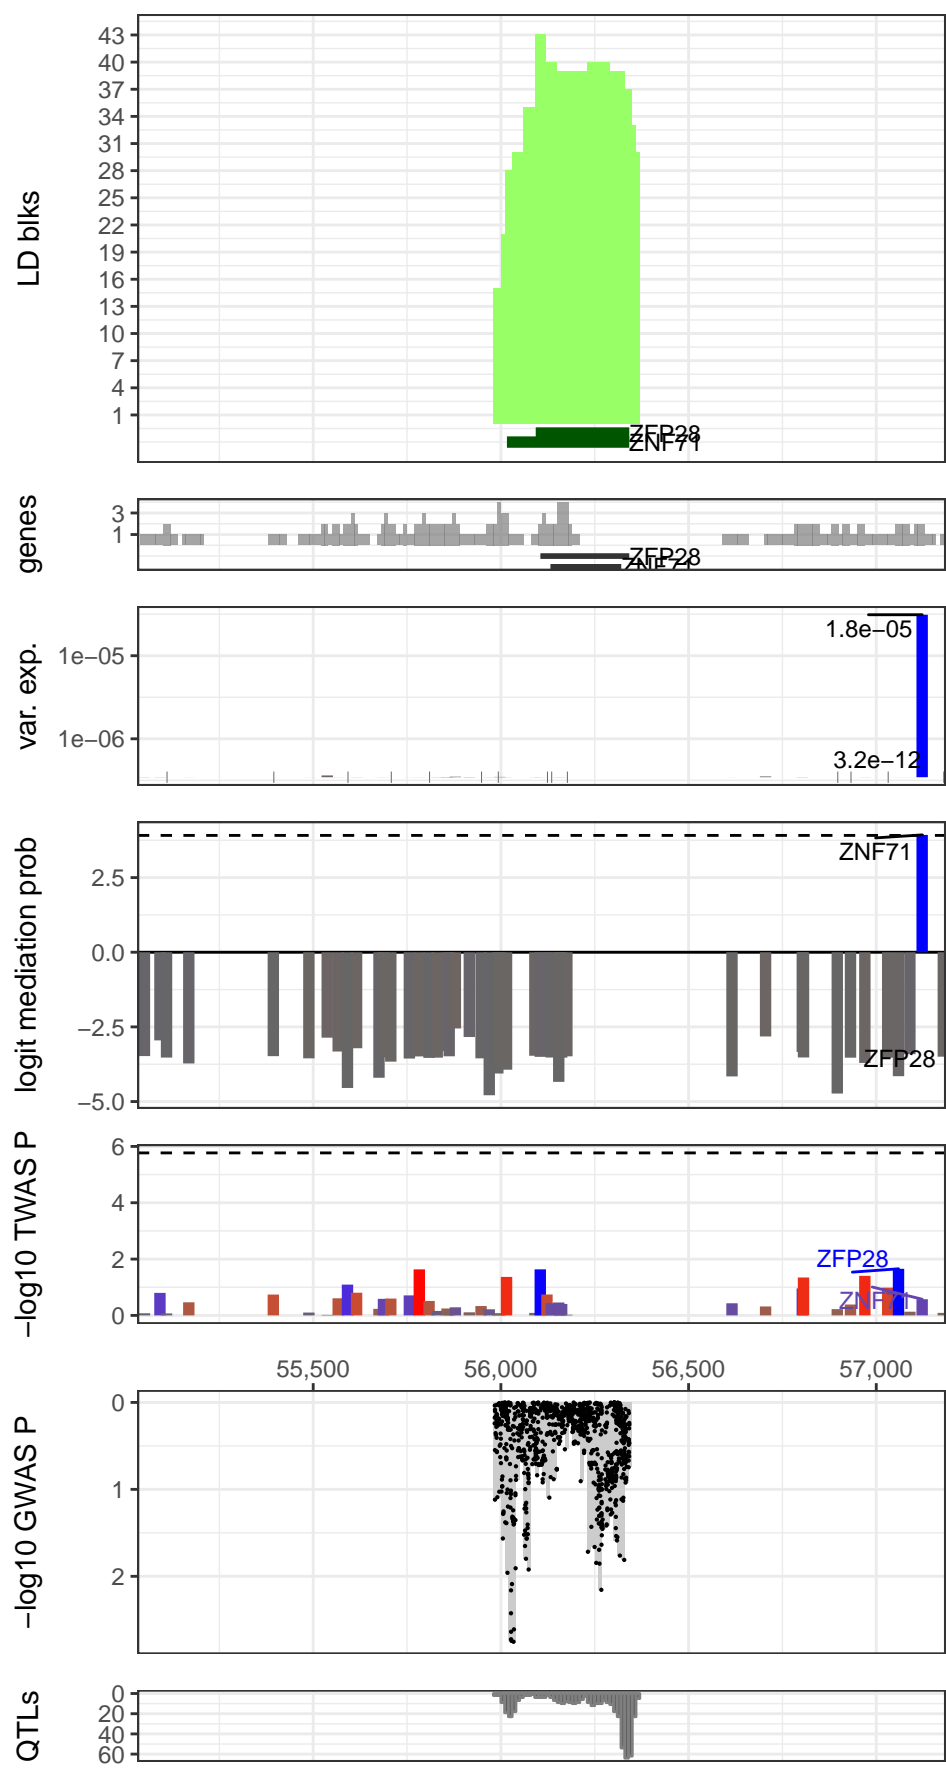 LD blks
43
40
37
34
31
28
25
22
19
16
13
10
7
4
1
ZFP28
ZNF71
genes
3
1
ZFP28
ZNF71
var. exp.
1e−05
1e−06
1.8e−05
3.2e−12
logit mediation prob
2.5
0.0
−2.5
−5.0
ZNF71
ZFP28
−log10 TWAS P
6
4
2
0
ZFP28
ZNF71
55,500
56,000
56,500
57,000
−log10 GWAS P
0
1
2
QTLs
0
20
40
60